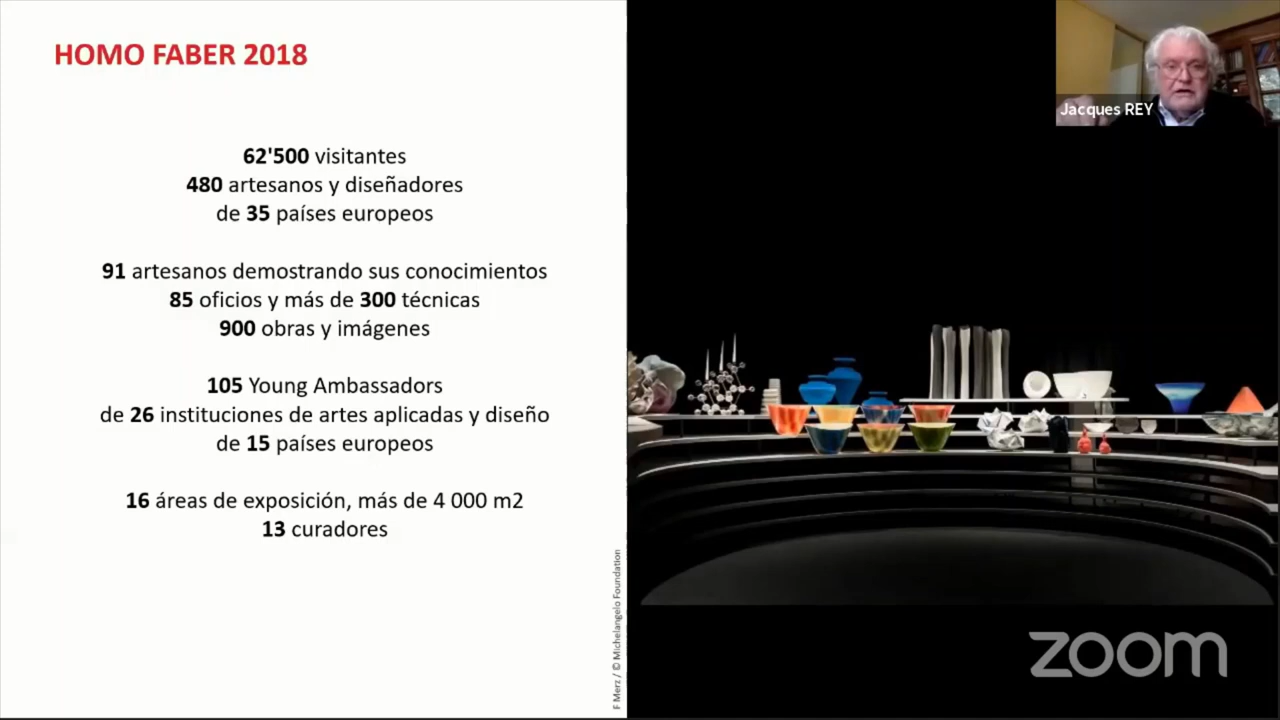 HOMO FABER 2018
62'500 visitantes
480 artesanos y diseñadores
de 35 países europeos
91 artesanos demostrando sus conocimientos
85 oficios y más de 300 técnicas
900 obras y imágenes
105 Young Ambassadors
de 26 instituciones de artes aplicadas y diseño
de 15 países europeos
16 áreas de exposición, más de 4 000 m2
13 curadores
F Merz / © Michelangelo Foundation
Jacques REY
zoom